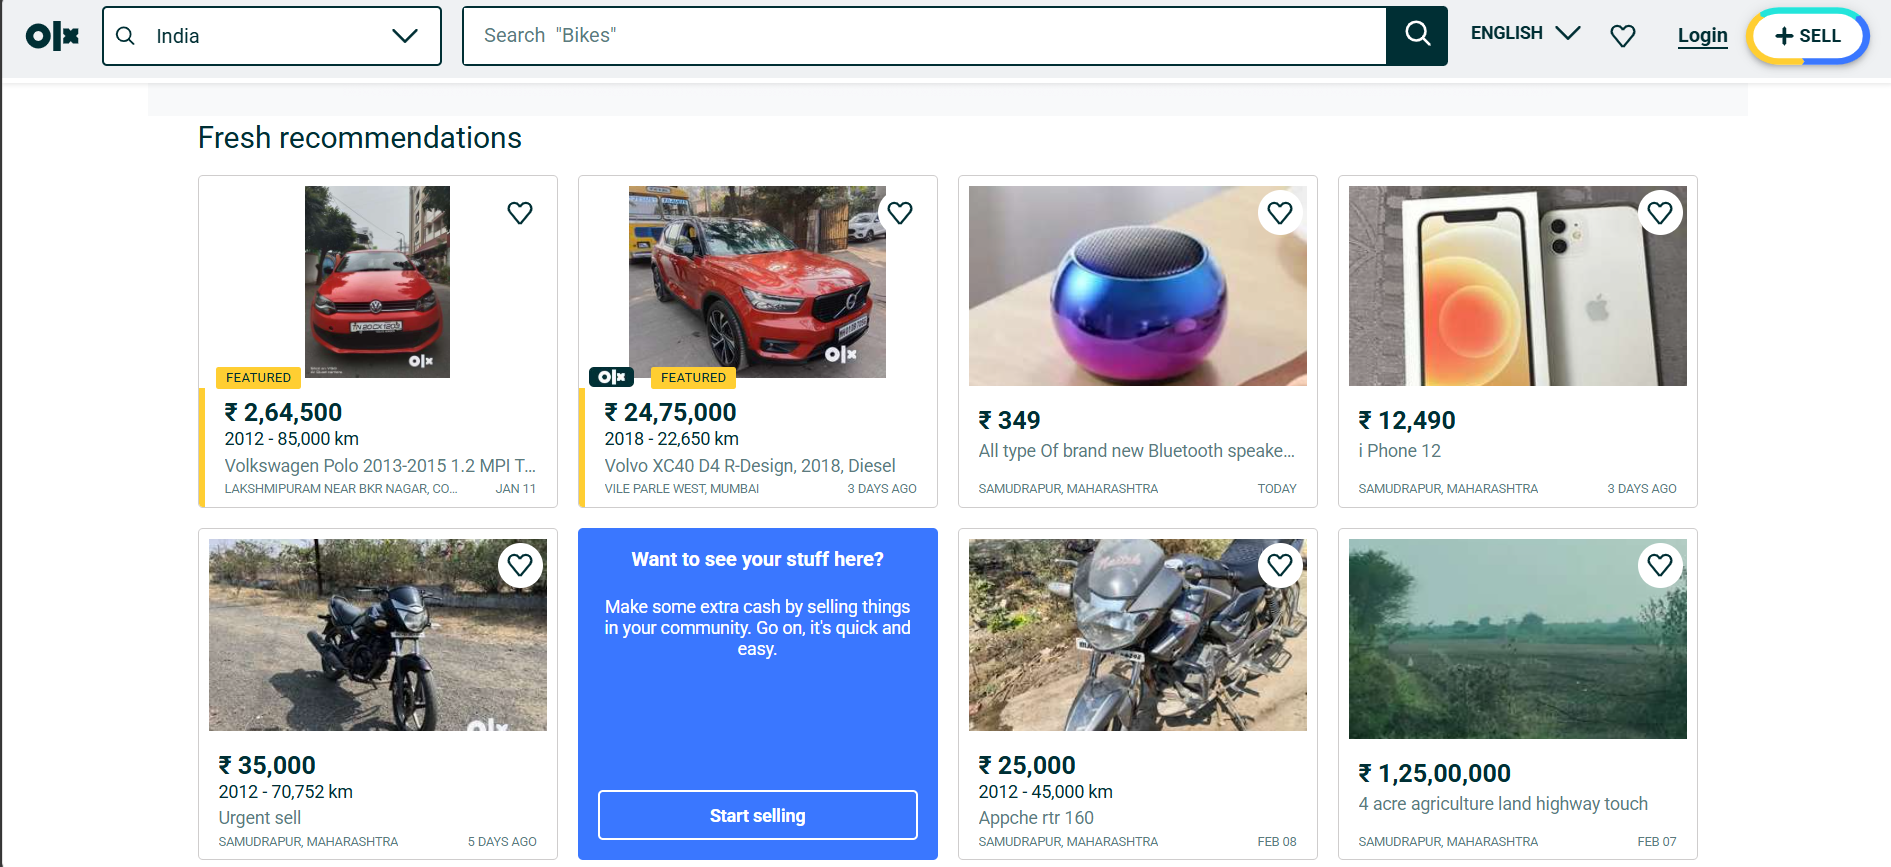 olx
India
Search "Bikes"
ENGLISH
Login
+ SELL
Fresh recommendations
olx
FEATURED
₹ 2,64,500
2012 - 85,000 km
Volkswagen Polo 2013-2015 1.2 MPI T...
LAKSHMIPURAM NEAR BKR NAGAR, CO...
JAN 11
olx
olx
FEATURED
₹ 24,75,000
2018 - 22,650 km
Volvo XC40 D4 R-Design, 2018, Diesel
VILE PARLE WEST, MUMBAI
3 DAYS AGO
₹ 349
All type Of brand new Bluetooth speake...
SAMUDRAPUR, MAHARASHTRA
TODAY
₹ 12,490
i Phone 12
SAMUDRAPUR, MAHARASHTRA
3 DAYS AGO
olx
₹ 35,000
2012 - 70,752 km
Urgent sell
SAMUDRAPUR, MAHARASHTRA
5 DAYS AGO
Want to see your stuff here?
Make some extra cash by selling things
in your community. Go on, it's quick and
easy.
Start selling
₹ 25,000
2012 - 45,000 km
Appche rtr 160
SAMUDRAPUR, MAHARASHTRA
FEB 08
₹ 1,25,00,000
4 acre agriculture land highway touch
SAMUDRAPUR, MAHARASHTRA
FEB 07